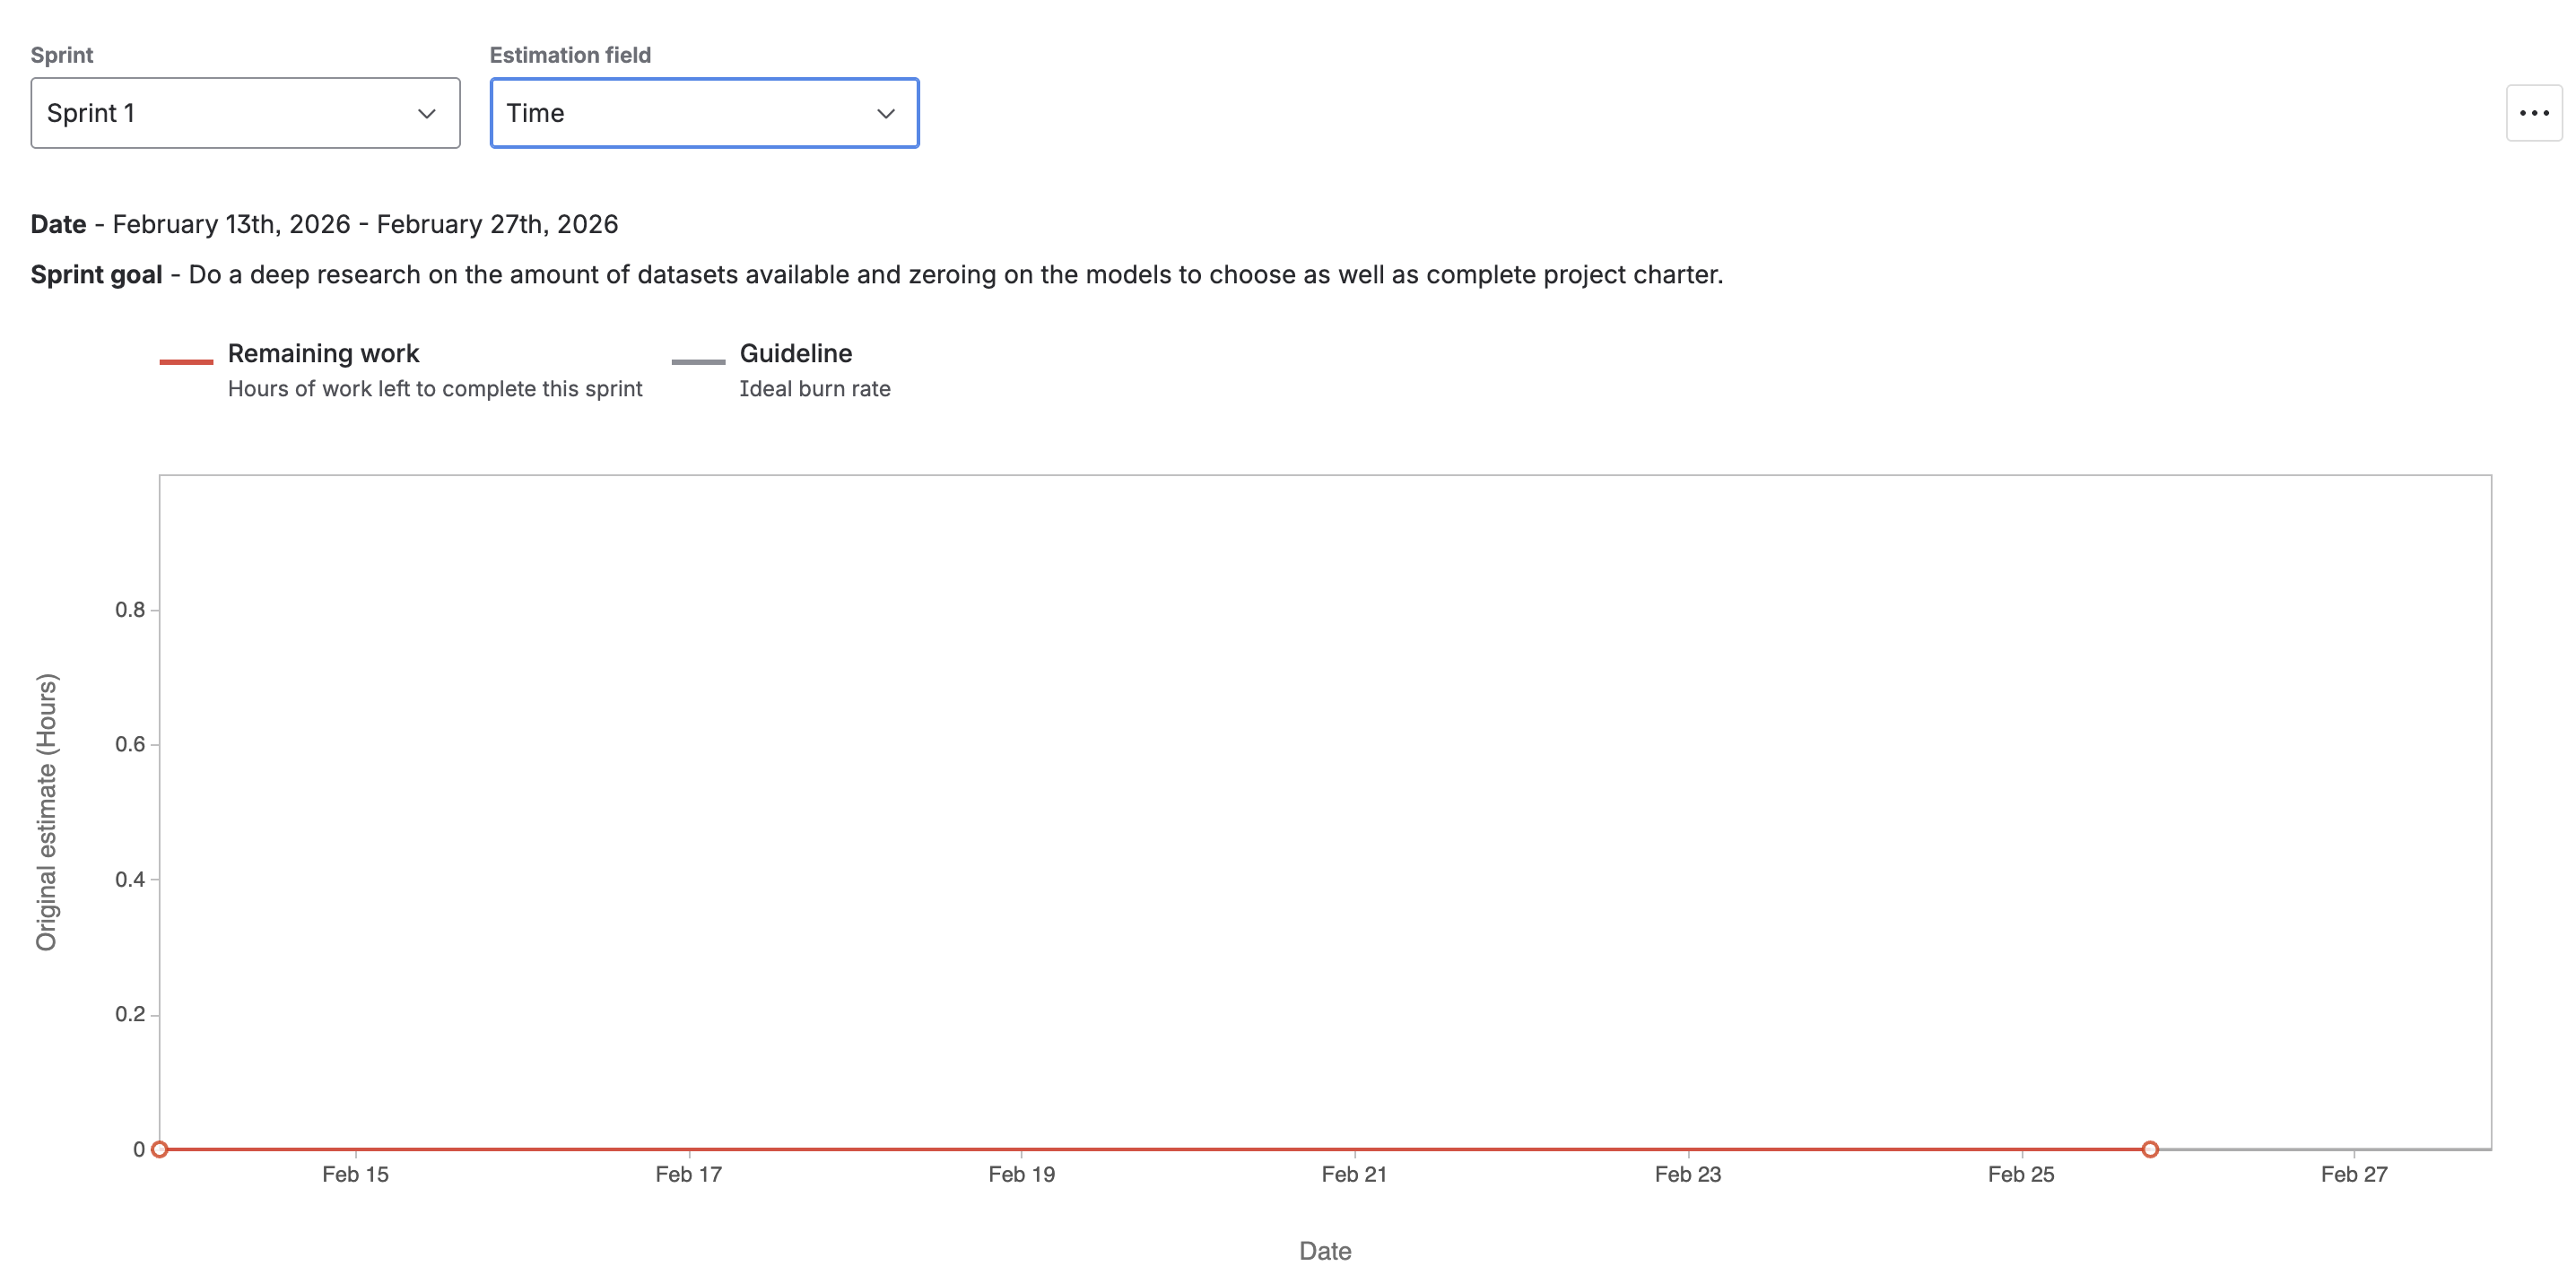 Sprint
Estimation field
Sprint 1
Time
Date - February 13th, 2026 - February 27th, 2026
Sprint goal - Do a deep research on the amount of datasets available and zeroing on the models to choose as well as complete project charter.
Remaining work
Hours of work left to complete this sprint
Guideline
Ideal burn rate
Original estimate (Hours)
0.8
0.6
0.4
0.2
0
Feb 15
Feb 17
Feb 19
Feb 21
Feb 23
Feb 25
Feb 27
Date